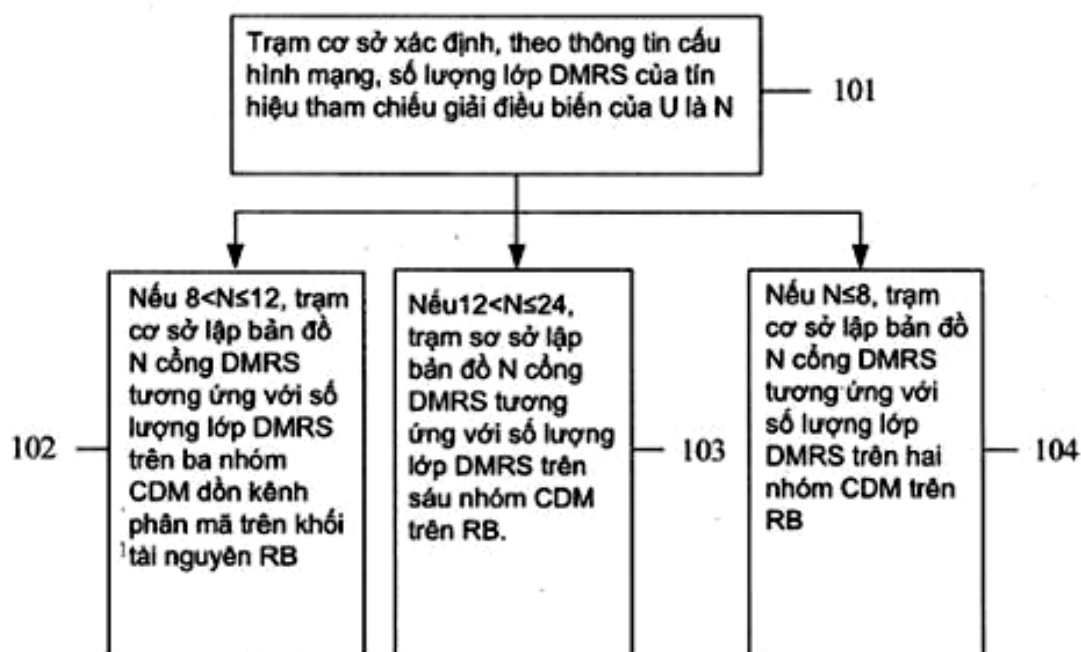 Trạm cơ sở xác định, theo thông tin cấu
hình mạng, số lượng lớp DMRS của tín
hiệu tham chiếu giải điều biến của U là N
101
Nếu 8<N≤12, trạm
cơ sở lập bản đồ
N cổng DMRS
tương ứng với số
lượng lớp DMRS
trên ba nhóm
CDM dồn kênh
phân mã trên khối
tài nguyên RB
102
Nếu12<N≤24,
trạm sơ sở lập
bản đồ N cổng
DMRS tương
ứng với số lượng
lớp DMRS trên
sáu nhóm CDM
trên RB.
103
Nếu N≤8, trạm
cơ sở lập bản đồ
N cổng DMRS
tương ứng với
số lượng lớp
DMRS trên hai
nhóm CDM trên
RB
104